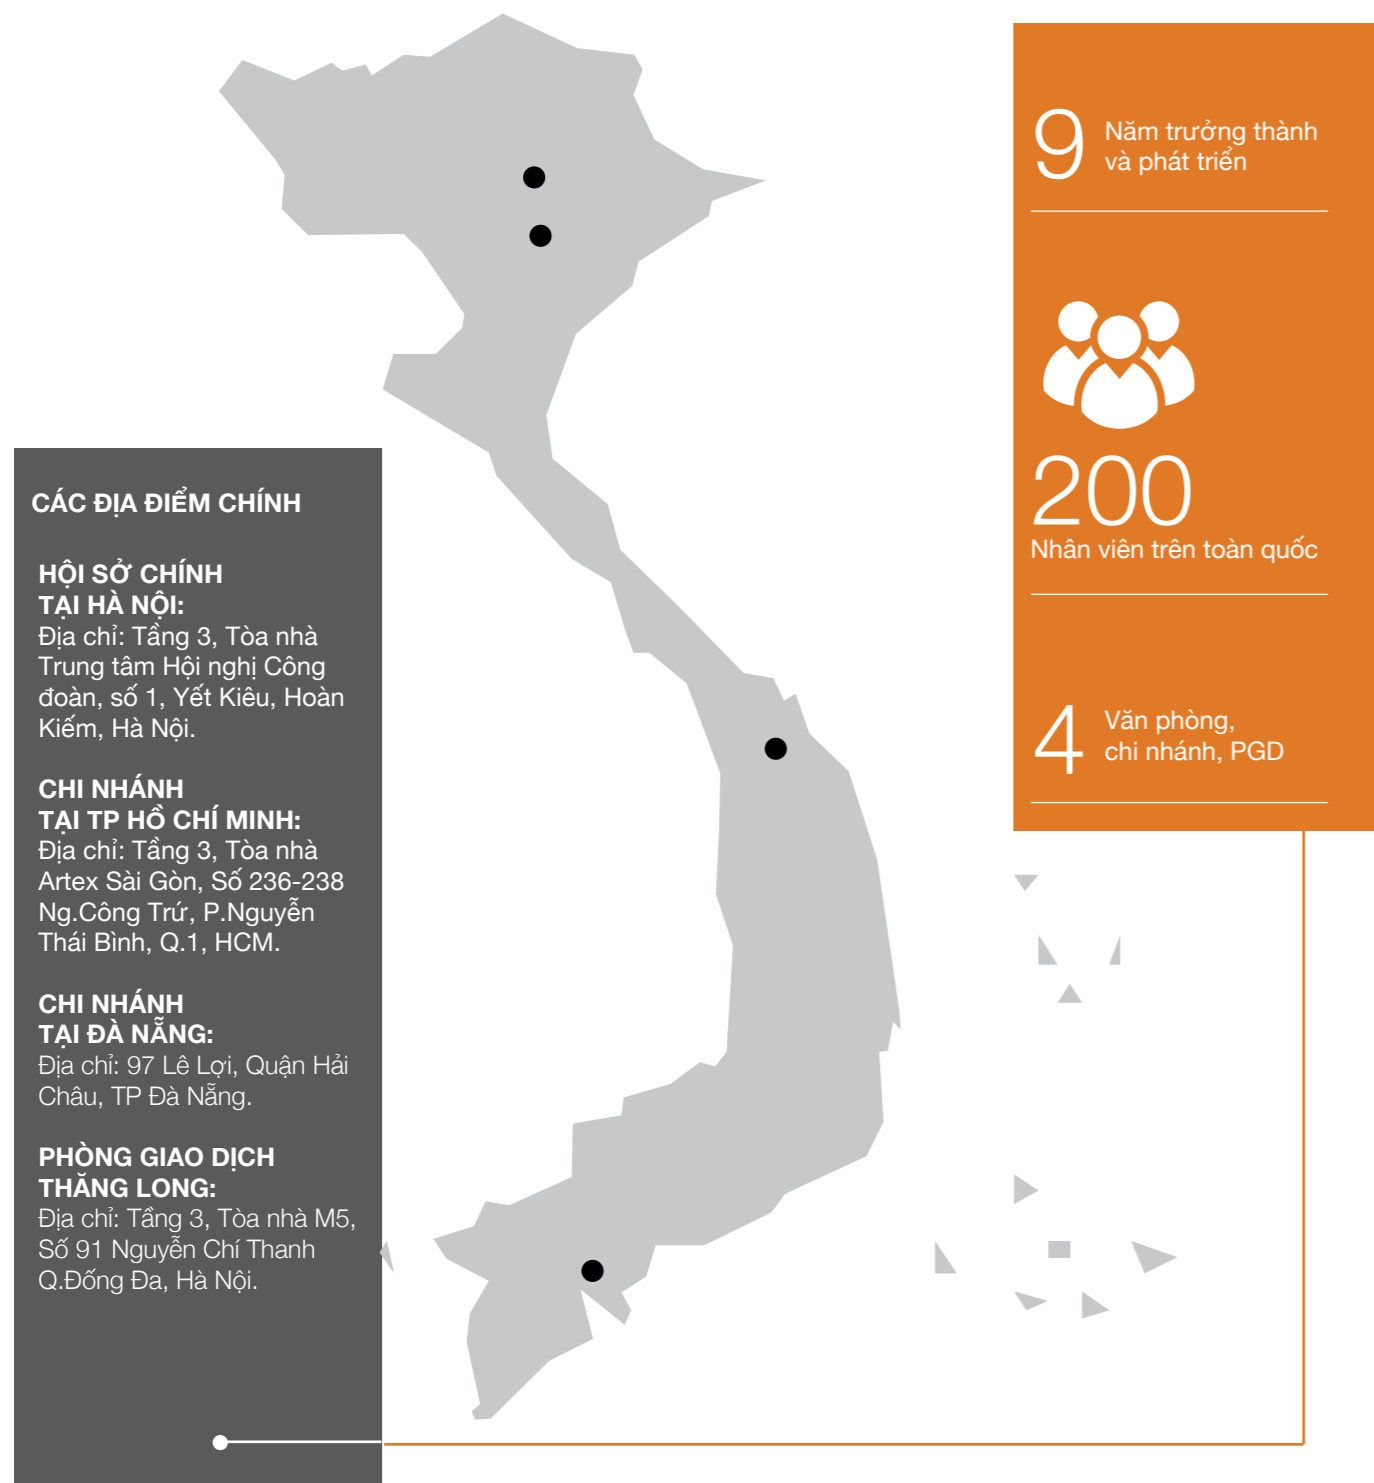 9
Năm trưởng thành
và phát triển
200
Nhân viên trên toàn quốc
4
Văn phòng,
chi nhánh, PGD
CÁC ĐỊA ĐIỂM CHÍNH
HỘI SỞ CHÍNH
TẠI HÀ NỘI:
Địa chỉ: Tầng 3, Tòa nhà
Trung tâm Hội nghị Công
đoàn, số 1, Yết Kiêu, Hoàn
Kiếm, Hà Nội.
CHI NHÁNH
TẠI TP HỒ CHÍ MINH:
Địa chỉ: Tầng 3, Tòa nhà
Artex Sài Gòn, Số 236-238
Ng.Công Trứ, P.Nguyễn
Thái Bình, Q.1, HCM.
CHI NHÁNH
TẠI ĐÀ NẴNG:
Địa chỉ: 97 Lê Lợi, Quận Hải
Châu, TP Đà Nẵng.
PHÒNG GIAO DỊCH
THĂNG LONG:
Địa chỉ: Tầng 3, Tòa nhà M5,
Số 91 Nguyễn Chí Thanh
Q.Đống Đa, Hà Nội.